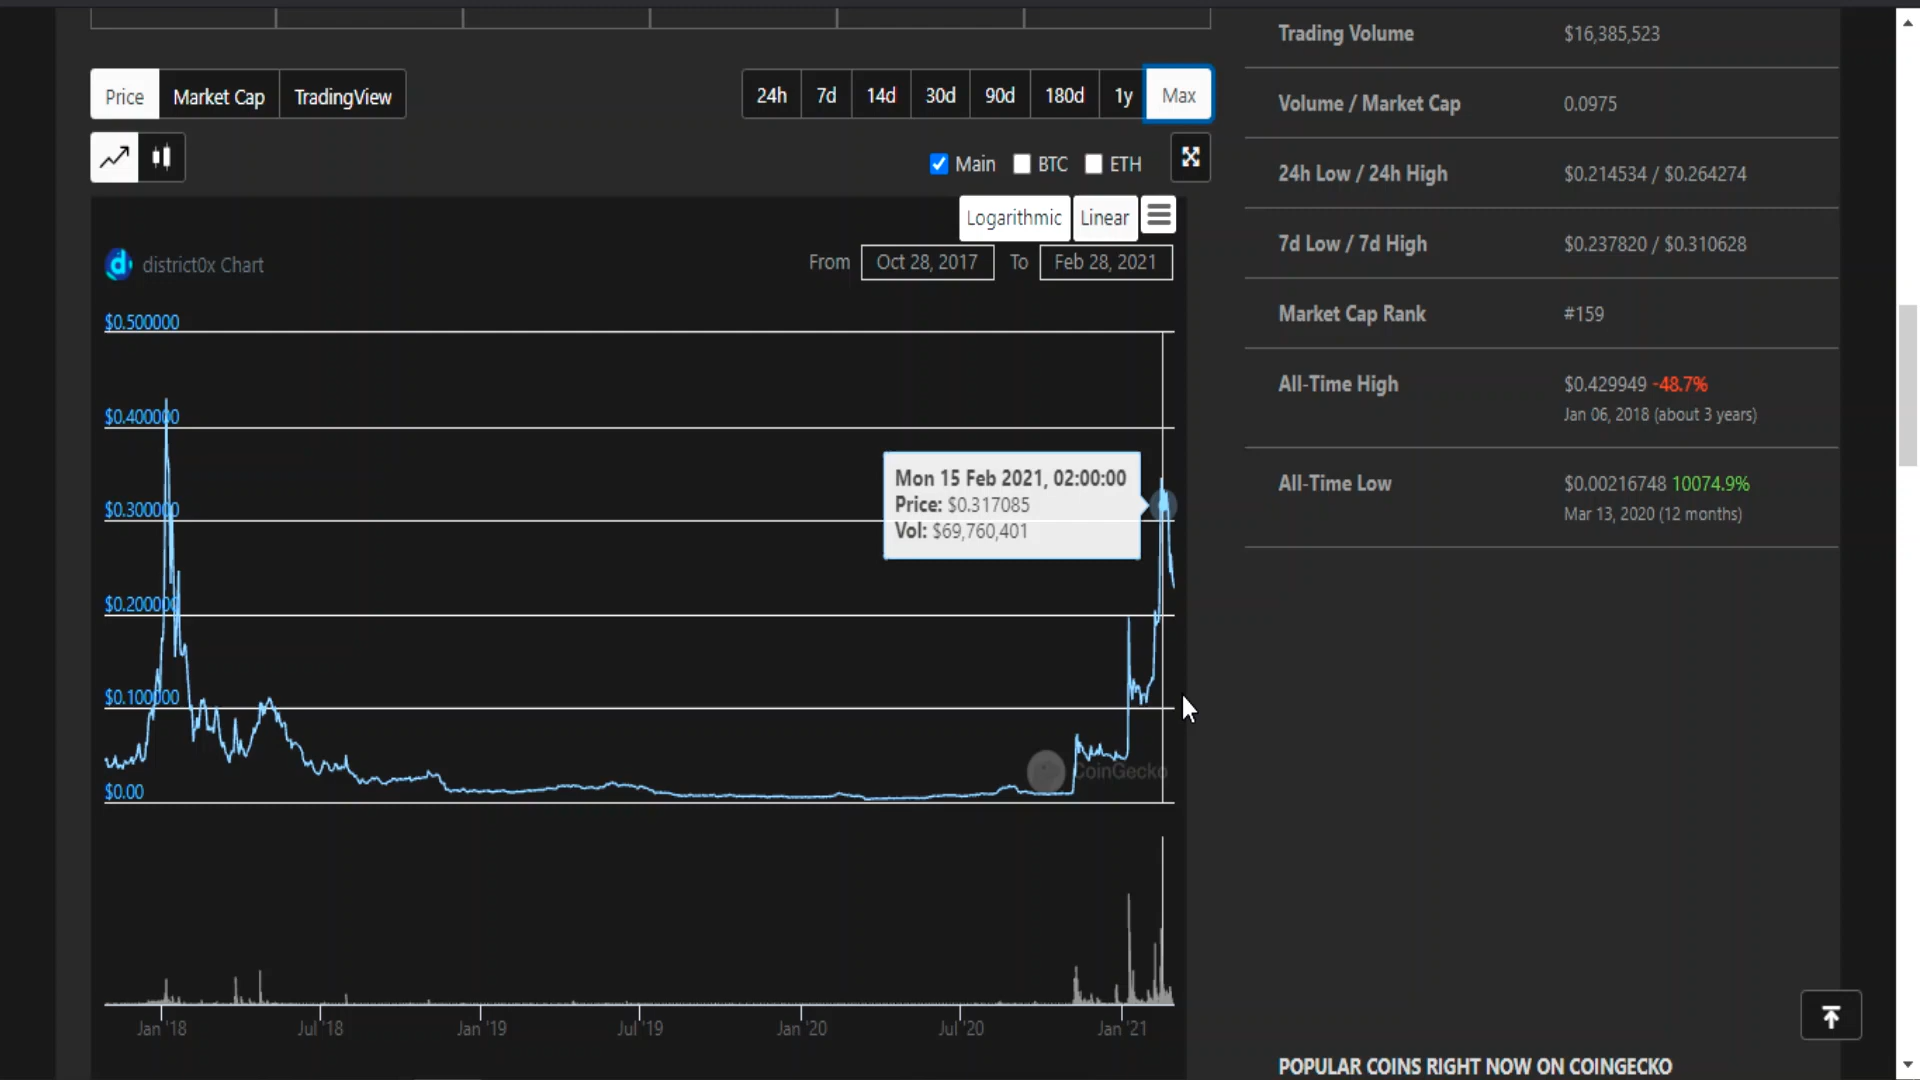 Trading Volume $16,385,523
Price Market Cap TradingView 24h 7d 14d 30d 90d 180d 1y Max
Volume / Market Cap 0.0975
Main BTC ETH
24h Low / 24h High $0.214534 / $0.264274
Logarithmic Linear
7d Low / 7d High $0.237820 / $0.310628
district0x Chart From Oct 28, 2017 To Feb 28, 2021
Market Cap Rank #159
$0.500000
All-Time High $0.429949 -48.7%
Jan 06, 2018 (about 3 years)
$0.400000
Mon 15 Feb 2021, 02:00:00
Price: $0.317085
Vol: $69,760,401
All-Time Low $0.00216748 10074.9%
Mar 13, 2020 (12 months)
$0.300000
$0.200000
$0.100000
CoinGecko
$0.00
Jan '18 Jul '18 Jan '19 Jul '19 Jan '20 Jul '20 Jan '21
POPULAR COINS RIGHT NOW ON COINGECKO